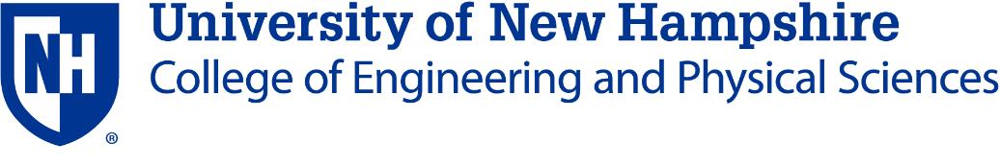 University of New Hampshire
College of Engineering and Physical Sciences
NH
®